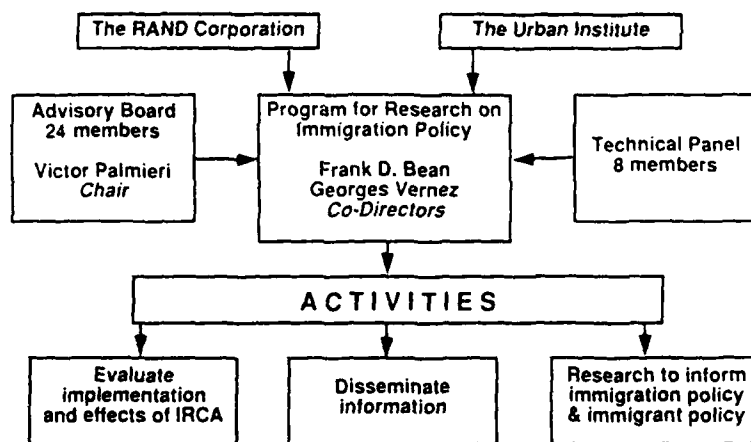 The RAND Corporation
The Urban Institute
Advisory Board
24 members
Victor Palmieri
Chair
Program for Research on
Immigration Policy
Frank D. Bean
Georges Vernez
Co-Directors
Technical Panel
8 members
ACTIVITIES
Evaluate
implementation
and effects of IRCA
Disseminate
information
Research to inform
immigration policy
& immigrant policy